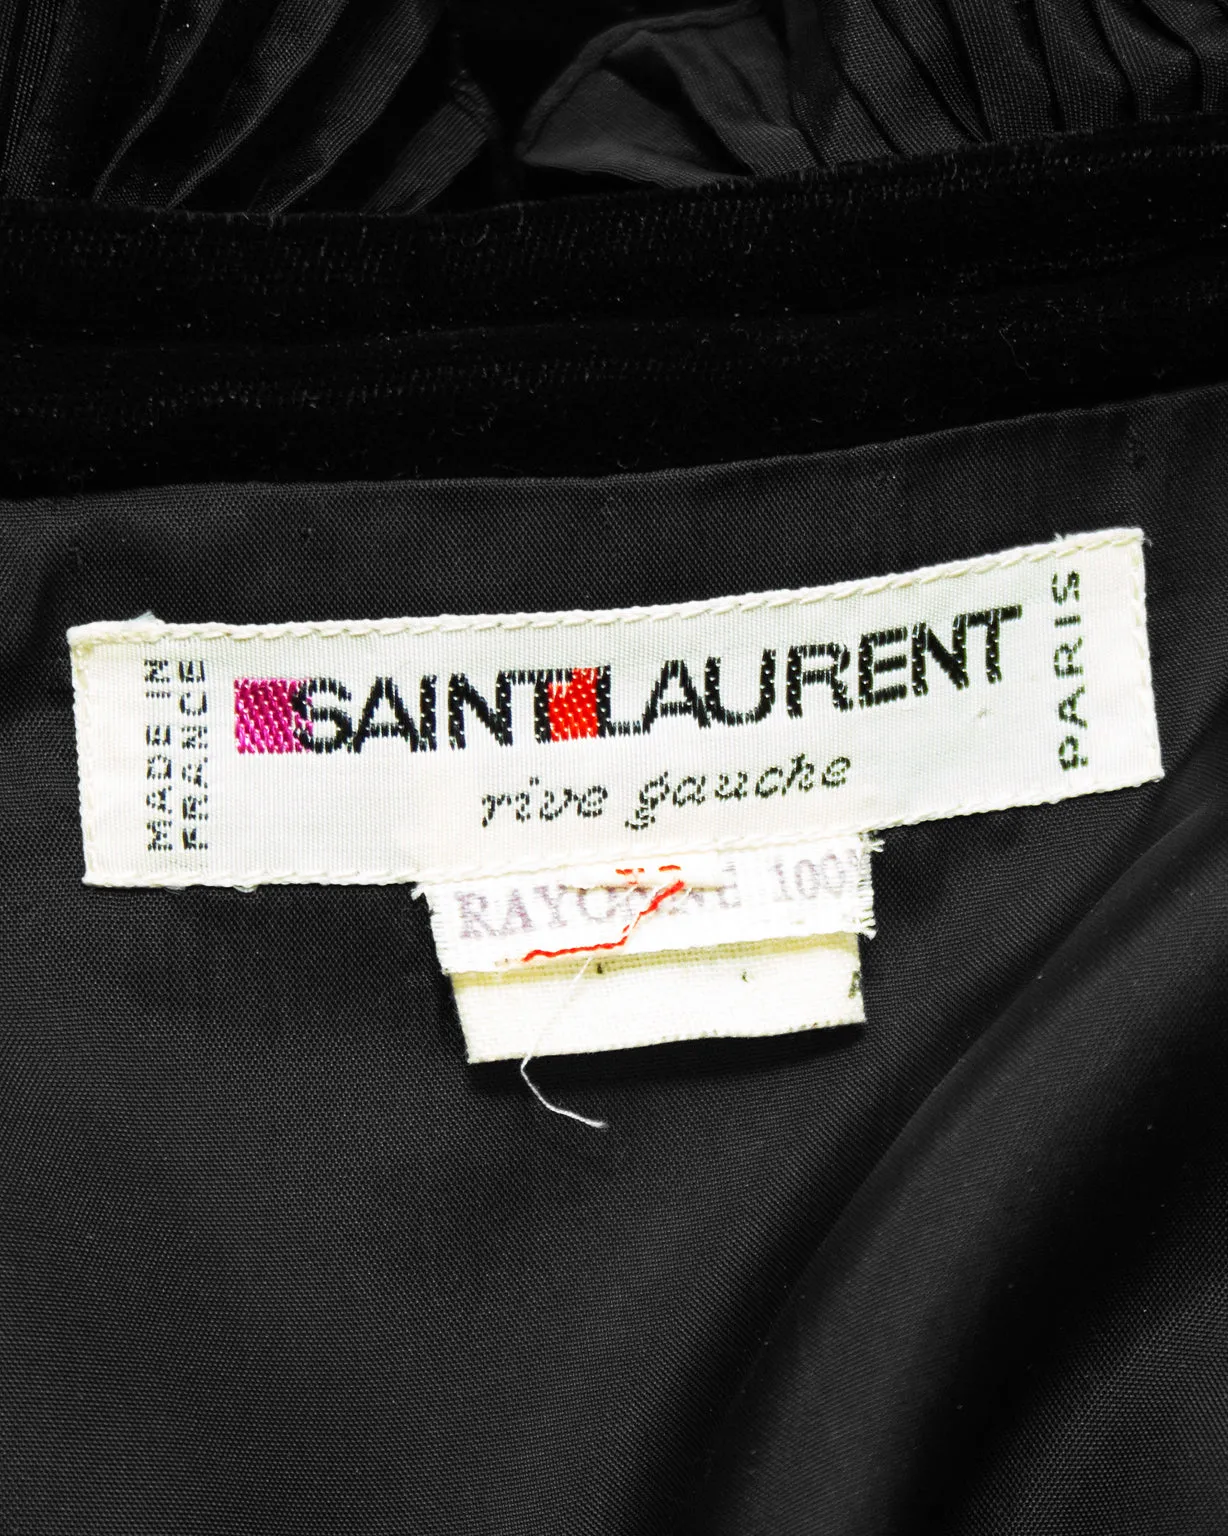 MADE IN
FRANCE
SAINT LAURENT
rive gauche
PARIS
100%